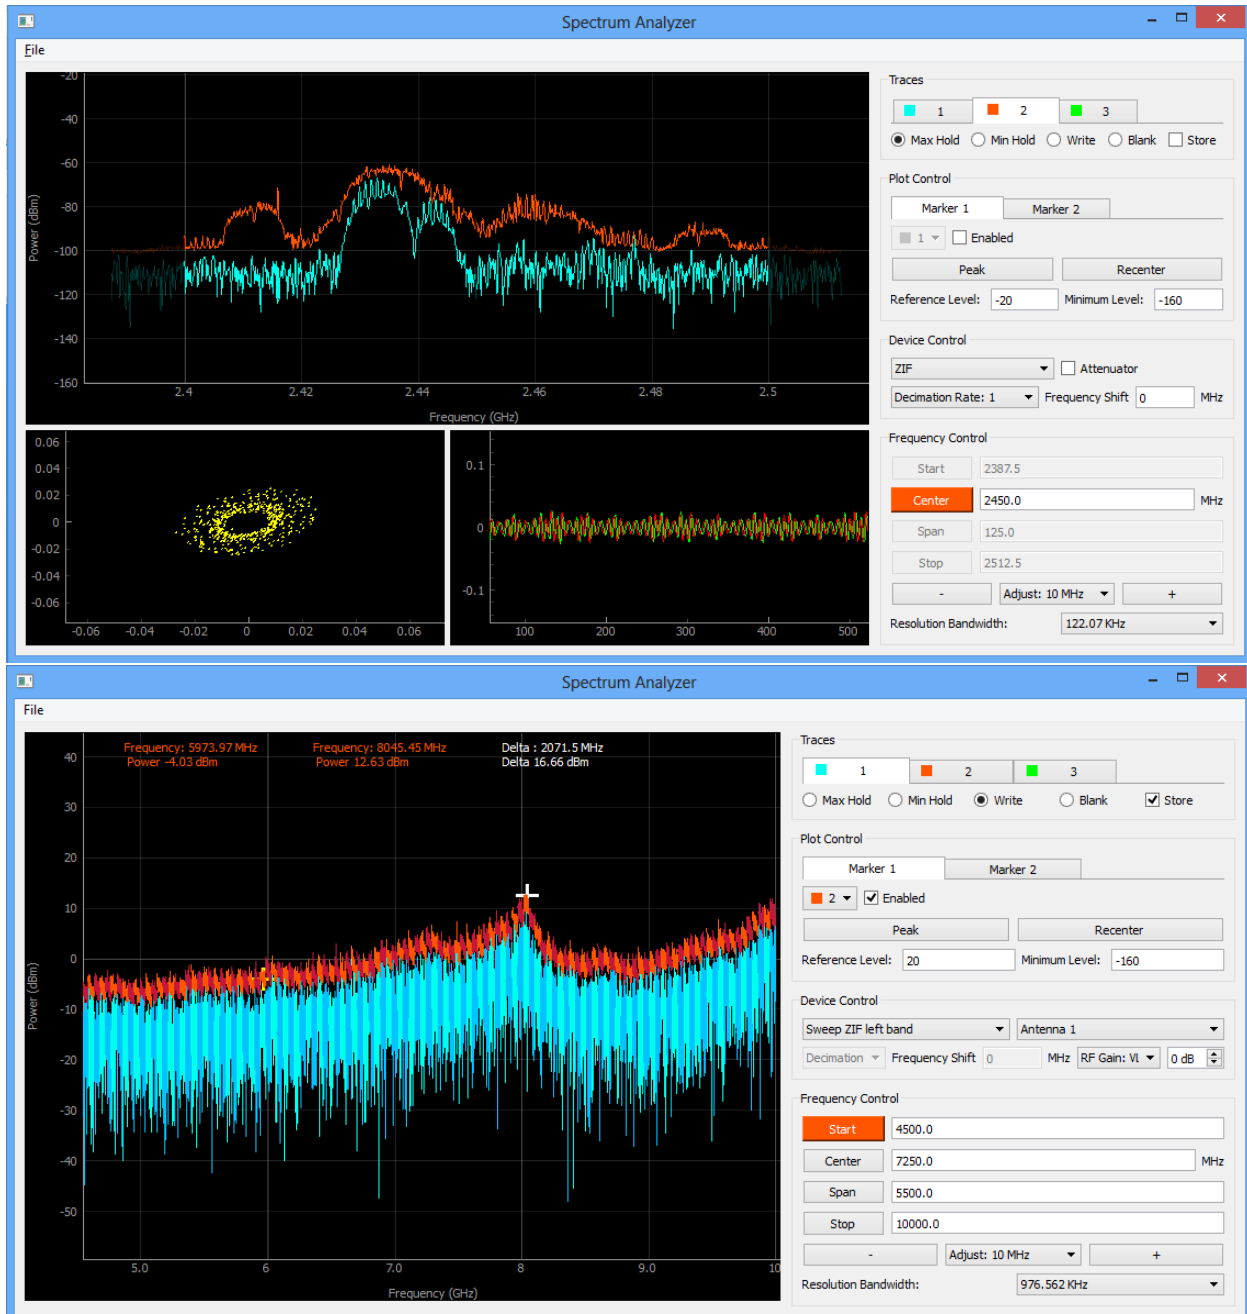 Spectrum Analyzer
File
-20
-40
-60
-80
-100
-120
-140
-160
Power (dBm)
2.4 2.42 2.44 2.46 2.48 2.5
Frequency (GHz)
0.06
0.04
0.02
0
-0.02
-0.04
-0.06
-0.06 -0.04 -0.02 0 0.02 0.04 0.06
0.1
0
-0.1
100 200 300 400 500
Traces
1 2 3
Max Hold Min Hold Write Blank Store
Plot Control
Marker 1 Marker 2
1 Enabled
Peak Recenter
Reference Level: -20 Minimum Level: -160
Device Control
ZIF Attenuator
Decimation Rate: 1 Frequency Shift 0 MHz
Frequency Control
Start 2387.5
Center 2450.0 MHz
Span 125.0
Stop 2512.5
- Adjust: 10 MHz +
Resolution Bandwidth: 122.07 KHz
Spectrum Analyzer
File
Frequency: 5973.97 MHz Frequency: 8045.45 MHz Delta : 2071.5 MHz
Power -4.03 dBm Power 12.63 dBm Delta 16.66 dBm
40
30
20
10
0
-10
-20
-30
-40
-50
Power (dBm)
5.0 6 7.0 8 9.0 10
Frequency (GHz)
Traces
1 2 3
Max Hold Min Hold Write Blank Store
Plot Control
Marker 1 Marker 2
2 Enabled
Peak Recenter
Reference Level: 20 Minimum Level: -160
Device Control
Sweep ZIF left band Antenna 1
Decimation Frequency Shift 0 MHz RF Gain: VL 0 dB
Frequency Control
Start 4500.0
Center 7250.0 MHz
Span 5500.0
Stop 10000.0
- Adjust: 10 MHz +
Resolution Bandwidth: 976.562 KHz